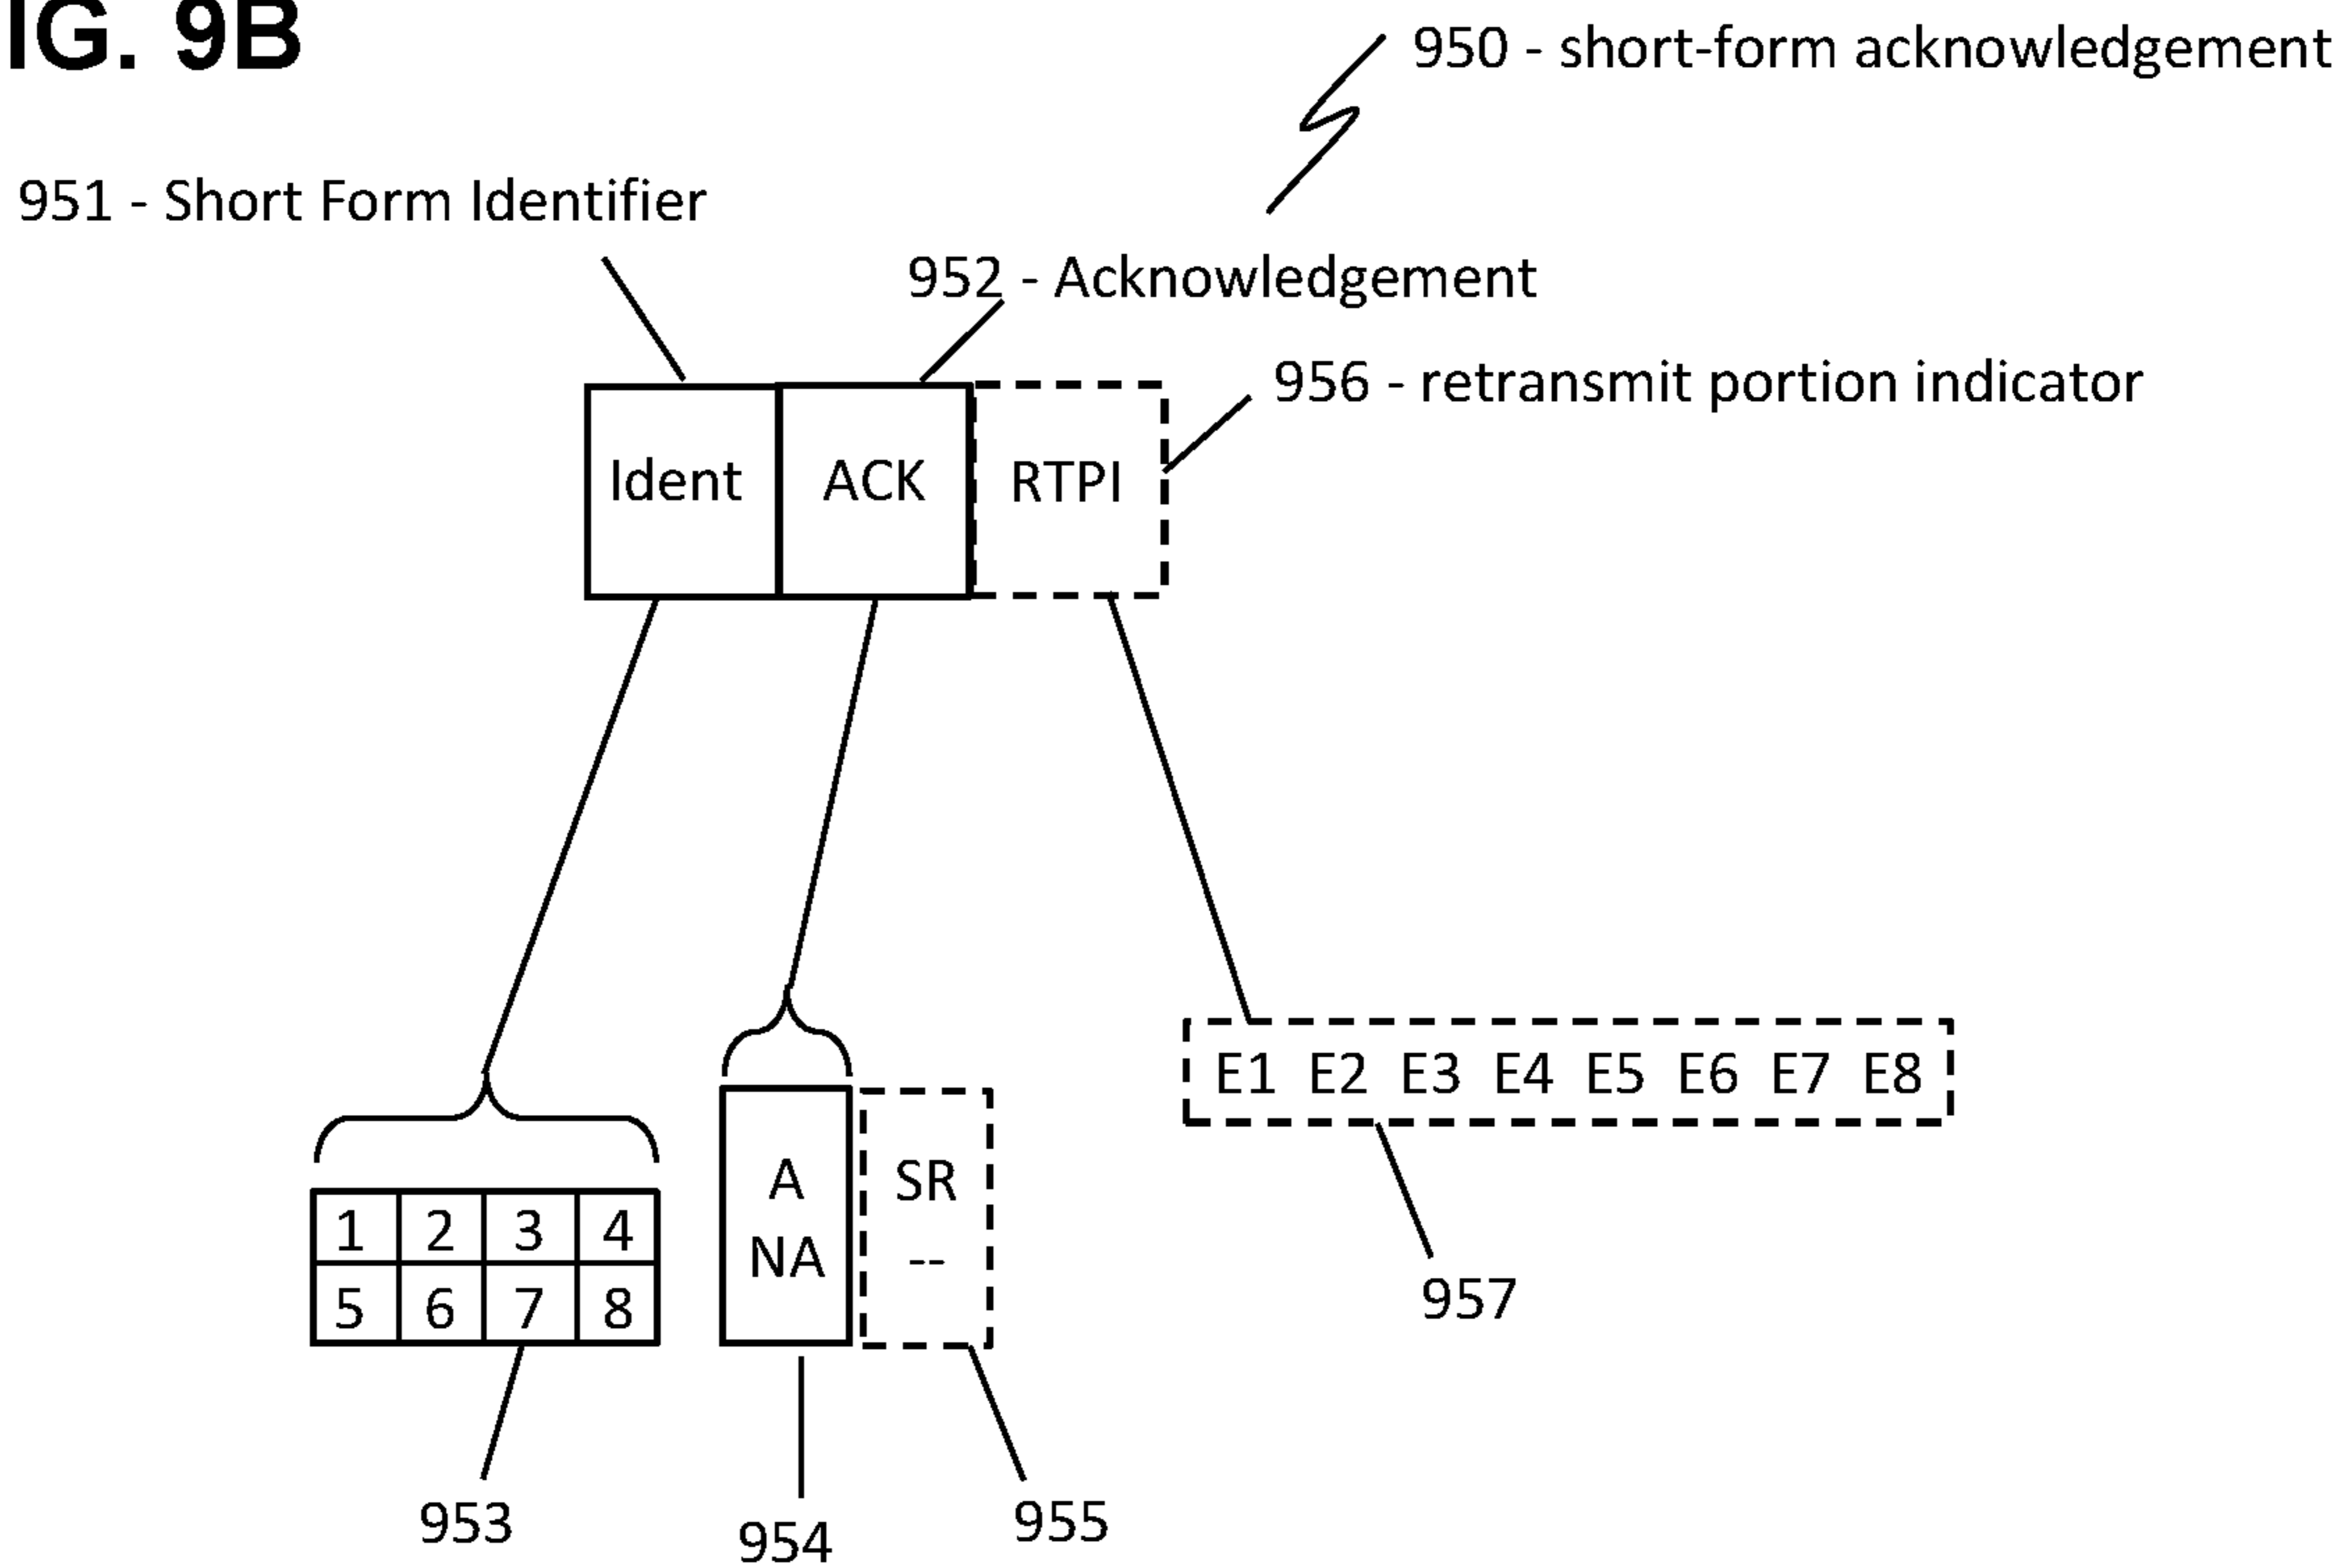 IG. 9B
950 - short-form acknowledgement
951 - Short Form Identifier
952 - Acknowledgement
956 - retransmit portion indicator
Ident ACK RTPI
E1 E2 E3 E4 E5 E6 E7 E8
A SR
1 2 3 4
NA --
5 6 7 8
957
953 954 955